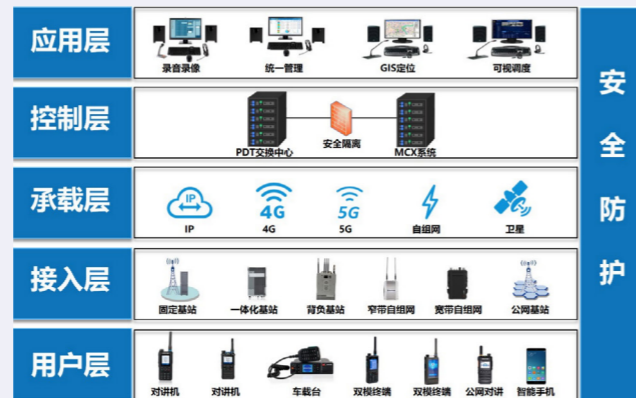 应用层
录音录像
统一管理
GIS定位
可视调度
控制层
PDT交换中心
安全隔离
MCX系统
承载层
IP
IP
4G
4G
5G
5G
自组网
卫星
接入层
固定基站
一体化基站
背负基站
窄带自组网
宽带自组网
公网基站
用户层
对讲机
对讲机
车载台
双模终端
双模终端
公网对讲
智能手机
安全防护